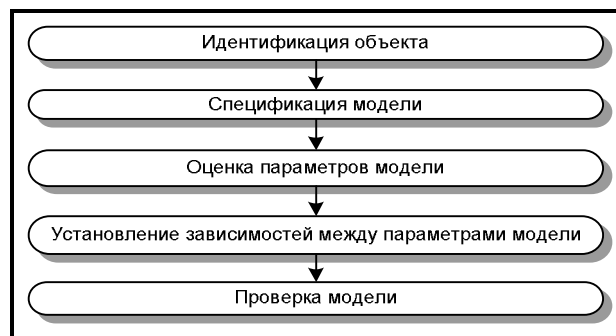 Идентификация объекта
Спецификация модели
Оценка параметров модели
Установление зависимостей между параметрами модели
Проверка модели